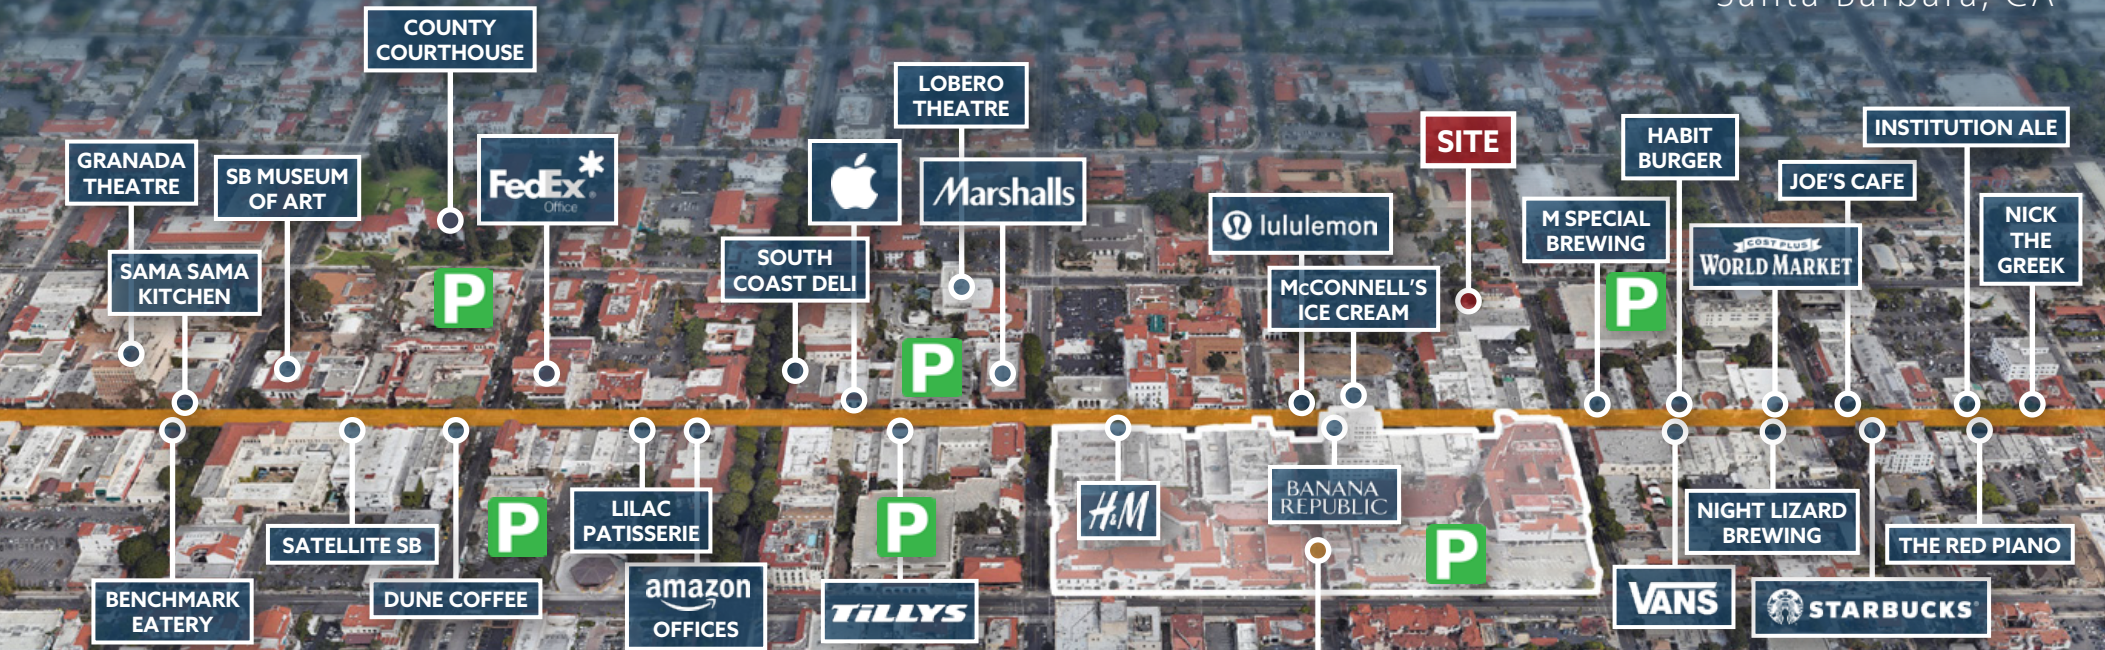 Santa Barbara, CA
COUNTY
COURTHOUSE
LOBERO
THEATRE
SITE
HABIT
BURGER
INSTITUTION ALE
GRANADA
THEATRE
SB MUSEUM
OF ART
FedEx
Office
Marshalls
JOE'S CAFE
M SPECIAL
BREWING
lululemon
NICK
THE
GREEK
SAMA SAMA
KITCHEN
SOUTH
COAST DELI
COST PLUS
WORLD MARKET
McCONNELL'S
ICE CREAM
P
P
P
H&M
BANANA
REPUBLIC
LILAC
PATISSERIE
P
P
P
NIGHT LIZARD
BREWING
SATELLITE SB
THE RED PIANO
BENCHMARK
EATERY
DUNE COFFEE
amazon
OFFICES
TILLYS
VANS
STARBUCKS